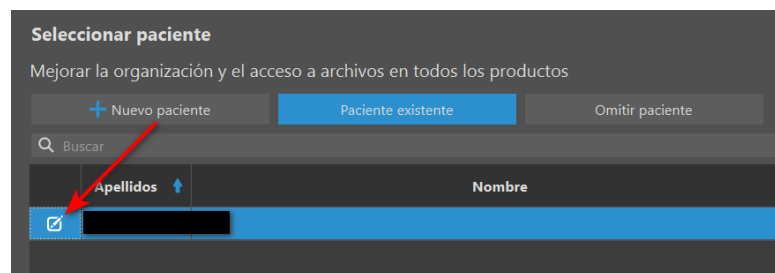 Seleccionar paciente
Mejorar la organización y el acceso a archivos en todos los productos
Nuevo paciente Paciente existente Omitir paciente
Buscar
Apellidos Nombre